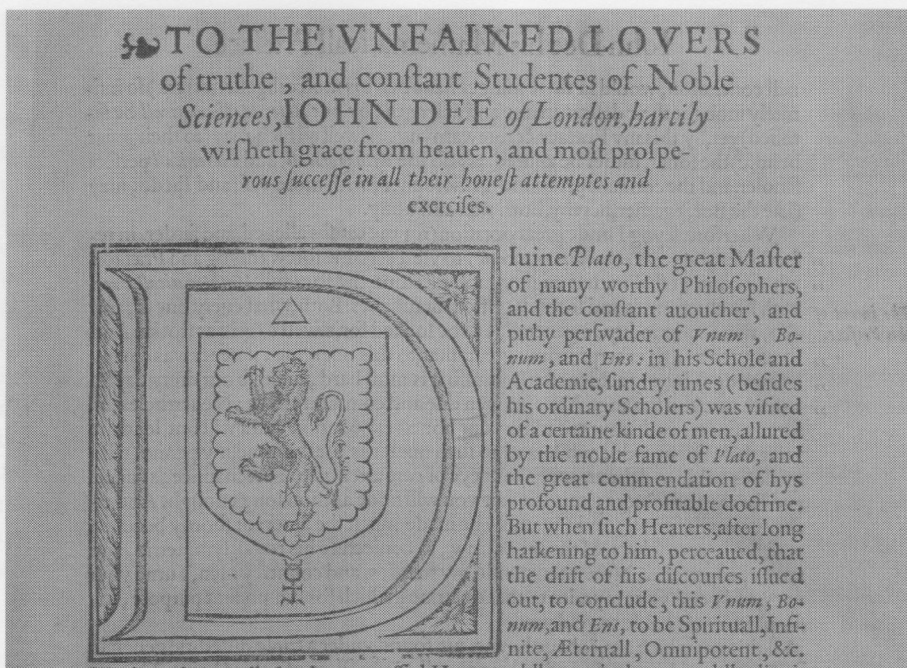 TO THE VNFAINED LOVERS
of truthe, and conſtant Studentes of Noble
Sciences, IOHN DEE of London, hartily
wiſheth grace from heauen, and moſt proſpe-
rous ſucceſſe in all their honeſt attemptes and
exerciſes.
Iuine Plato, the great Maſter
of many worthy Philoſophers,
and the conſtant auoucher, and
pithy perſwader of Vnum, Bo-
num, and Ens: in his Schole and
Academie, ſundry times (beſides
his ordinary Scholers) was viſited
of a certaine kinde of men, allured
by the noble fame of Plato, and
the great commendation of hys
profound and profitable doctrine.
But when ſuch Hearers, after long
harkening to him, perceaued, that
the drift of his diſcourſes iſſued
out, to conclude, this Vnum, Bo-
num, and Ens, to be Spirituall, Infi-
nite, Æternall, Omnipotent, &c.